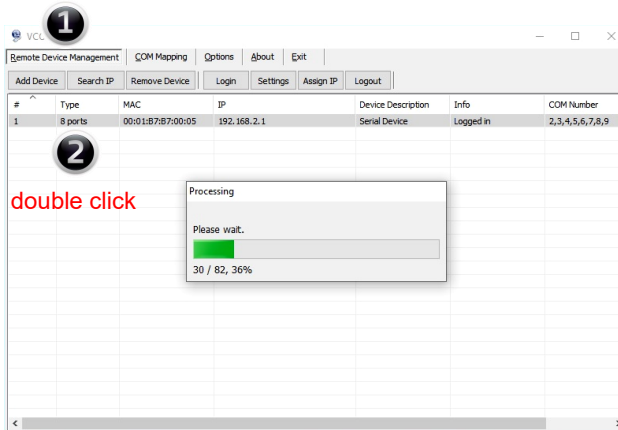 1
VCC
Remote Device Management COM Mapping Options About Exit
Add Device Search IP Remove Device Login Settings Assign IP Logout
# Type MAC IP Device Description Info COM Number
1 8 ports 00:01:B7:B7:00:05 192.168.2.1 Serial Device Logged in 2,3,4,5,6,7,8,9
2
double click
Processing
Please wait.
30 / 82, 36%